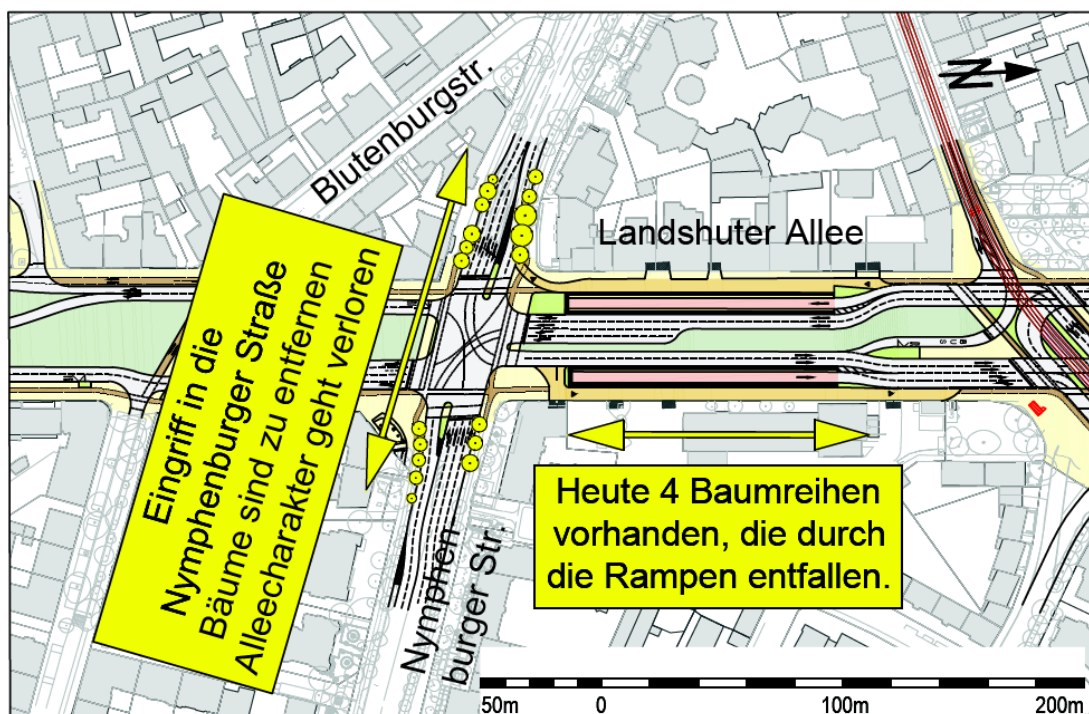 Blutenburgstr.
N
Landshuter Allee
Eingriff in die
Nymphenburger Straße
Bäume sind zu entfernen
Alleecharakter geht verloren
BUS
Heute 4 Baumreihen
vorhanden, die durch
die Rampen entfallen.
Nymphen
burger Str.
50m 0 100m 200m